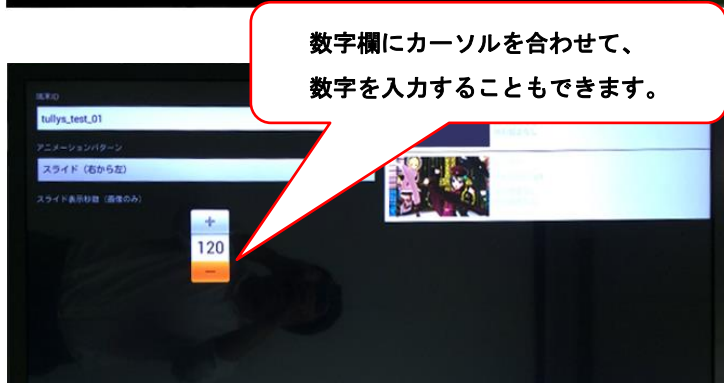 数字欄にカーソルを合わせて、
数字を入力することもできます。
端末ID
tullys_test_01
アニメーションパターン
スライド（右から左）
スライド表示秒数（画像のみ）
+
120
−